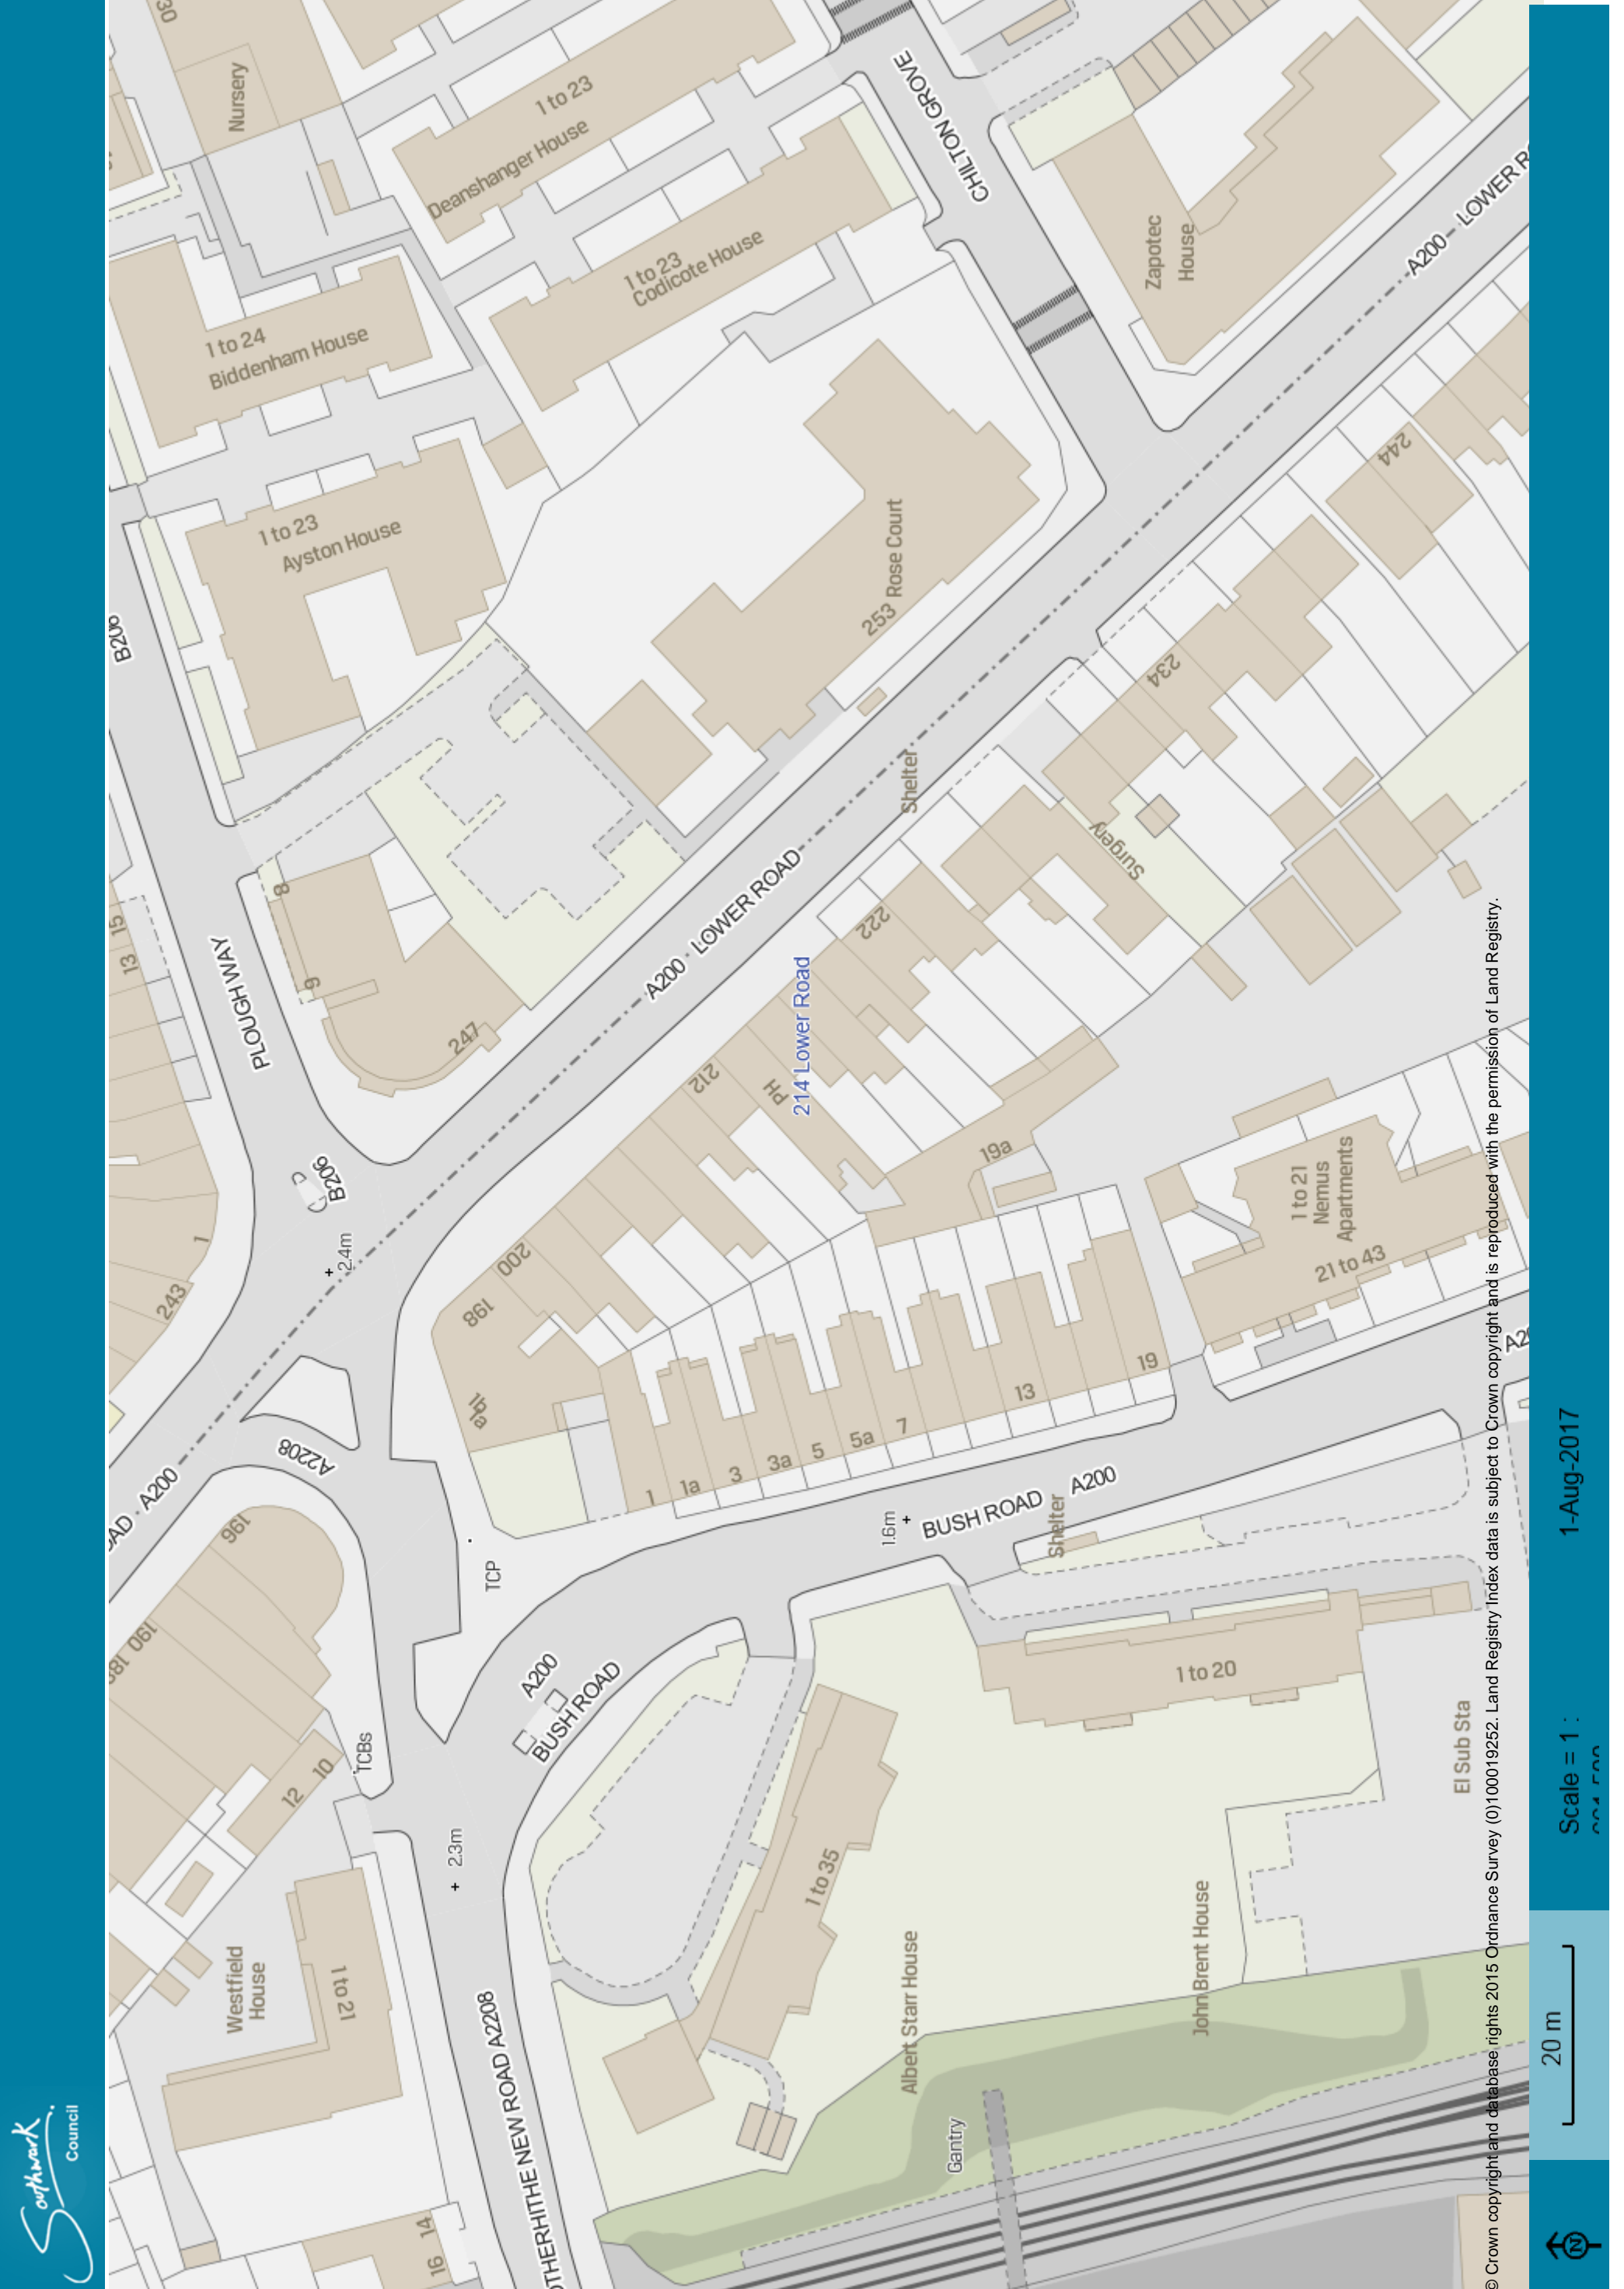 30
Nursery
1 to 23
Deanshanger House
CHILTON GROVE
1 to 23
Codicote House
Zapotec
House
A200 - LOWER R
1 to 24
Biddenham House
1 to 23
Ayston House
B206
253
Rose Court
244
234
Shelter
Surgery
8
9
15
13
PLOUGH WAY
247
A200 - LOWER ROAD
222
214 Lower Road
PH
212
B206
2.4m
1
243
200
198
19a
1 to 21
Nemus
Apartments
21 to 43
19
13
7
5a
5
3a
3
1a
1
A2208
A200
196
190
TCP
1.6m
BUSH ROAD
A200
Shelter
A200
BUSH ROAD
TCBs
10
12
2.3m
1 to 20
El Sub Sta
1 to 35
Westfield
House
1 to 21
Albert Starr House
John Brent House
OTHERHITHE NEW ROAD A2208
Gantry
14
16
© Crown copyright and database rights 2015 Ordnance Survey (0)100019252. Land Registry Index data is subject to Crown copyright and is reproduced with the permission of Land Registry.
Southwark
Council
1-Aug-2017
Scale = 1 :
20 m
N